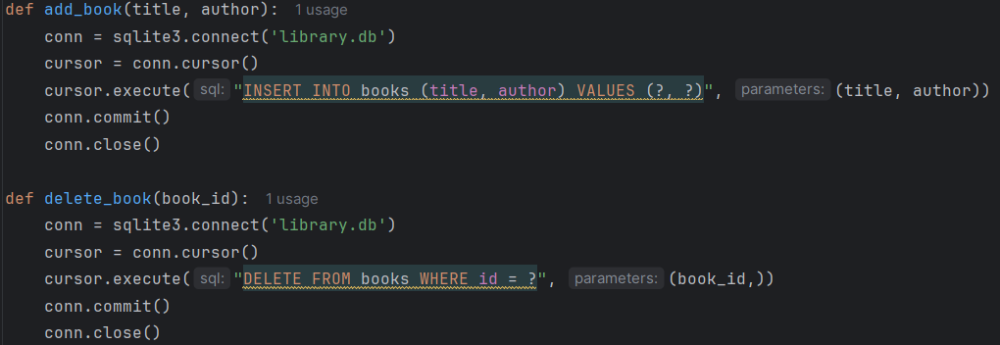 def add_book(title, author): 1 usage
    conn = sqlite3.connect('library.db')
    cursor = conn.cursor()
    cursor.execute( sql: "INSERT INTO books (title, author) VALUES (?, ?)", parameters: (title, author))
    conn.commit()
    conn.close()

def delete_book(book_id): 1 usage
    conn = sqlite3.connect('library.db')
    cursor = conn.cursor()
    cursor.execute( sql: "DELETE FROM books WHERE id = ?", parameters: (book_id,))
    conn.commit()
    conn.close()